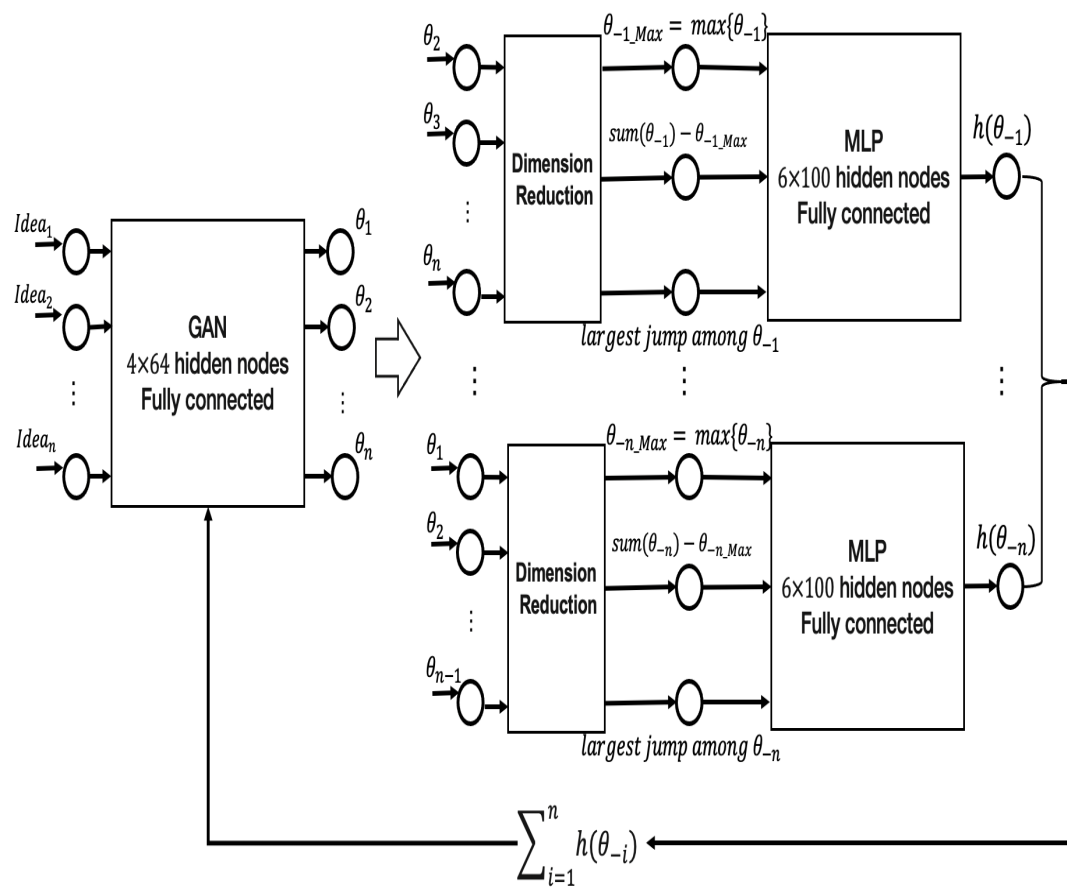 Idea₁
Idea₂
⋮
Ideaₙ
GAN
4×64 hidden nodes
Fully connected
θ₁
θ₂
⋮
θₙ
θ₂
θ₃
⋮
θₙ
Dimension
Reduction
θ₋₁_Max = max{θ₋₁}
sum(θ₋₁) − θ₋₁_Max
largest jump among θ₋₁
MLP
6×100 hidden nodes
Fully connected
h(θ₋₁)
⋮
⋮
⋮
θ₁
θ₂
⋮
θₙ₋₁
Dimension
Reduction
θ₋ₙ_Max = max{θ₋ₙ}
sum(θ₋ₙ) − θ₋ₙ_Max
largest jump among θ₋ₙ
MLP
6×100 hidden nodes
Fully connected
h(θ₋ₙ)
∑ⁿᵢ₌₁ h(θ₋ᵢ)